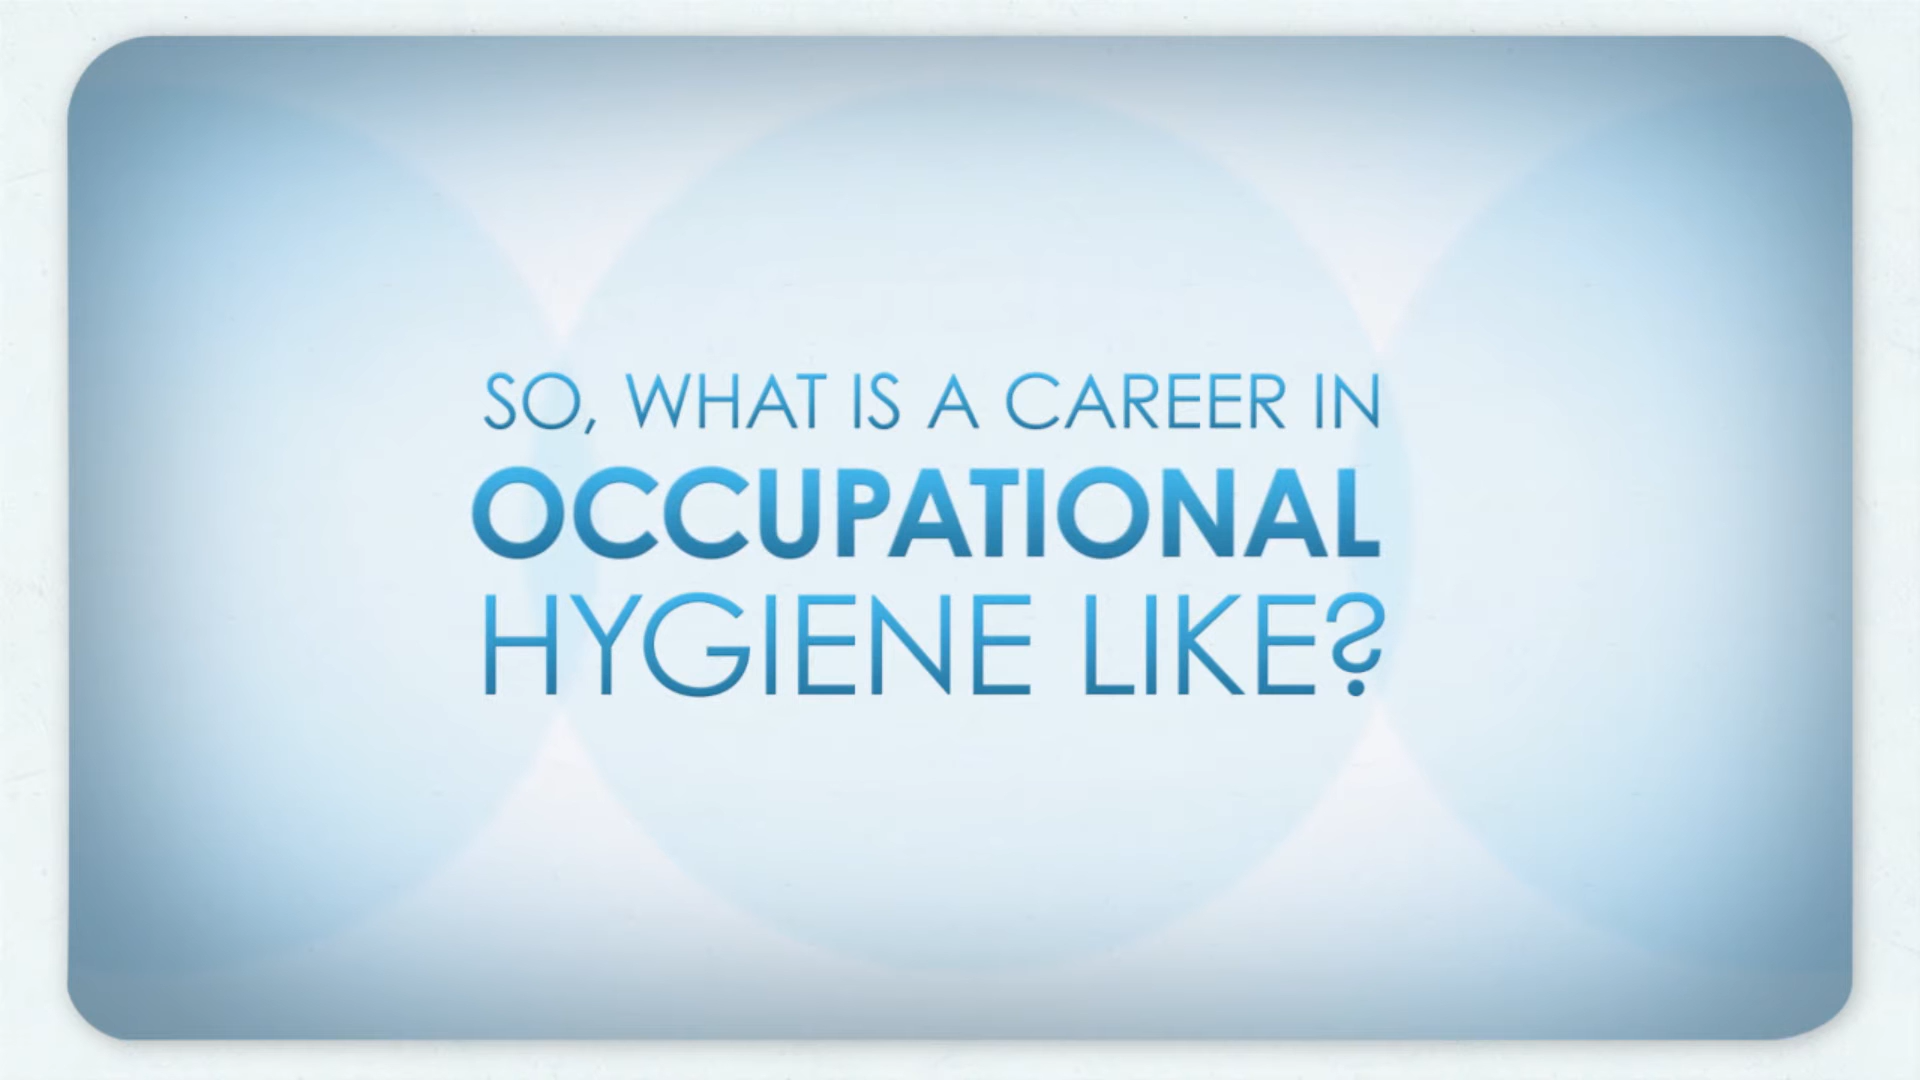 SO, WHAT IS A CAREER IN
OCCUPATIONAL
HYGIENE LIKE?